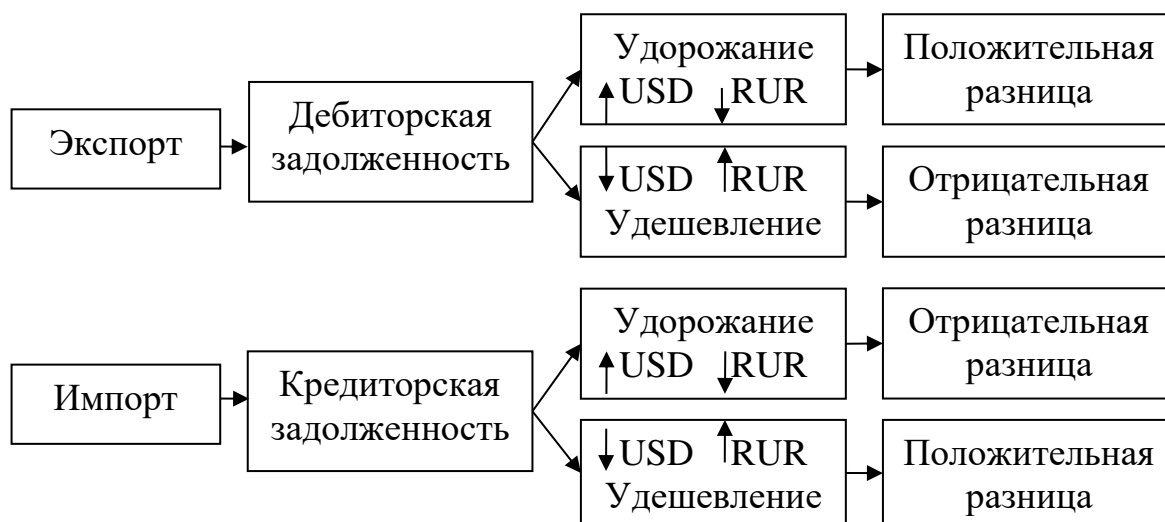 Экспорт
Дебиторская
задолженность
Удорожание
USD RUR
Положительная
разница
USD RUR
Удешевление
Отрицательная
разница
Импорт
Кредиторская
задолженность
Удорожание
USD RUR
Отрицательная
разница
USD RUR
Удешевление
Положительная
разница